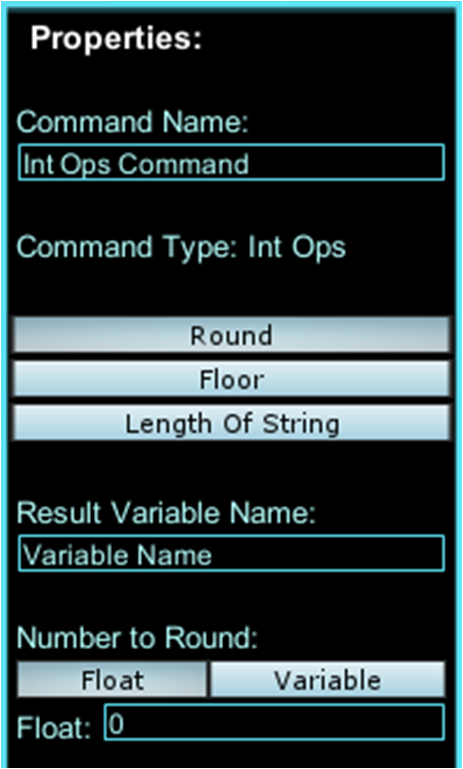 Properties:
Command Name:
Int Ops Command
Command Type: Int Ops
Round
Floor
Length Of String
Result Variable Name:
Variable Name
Number to Round:
Float Variable
Float: 0